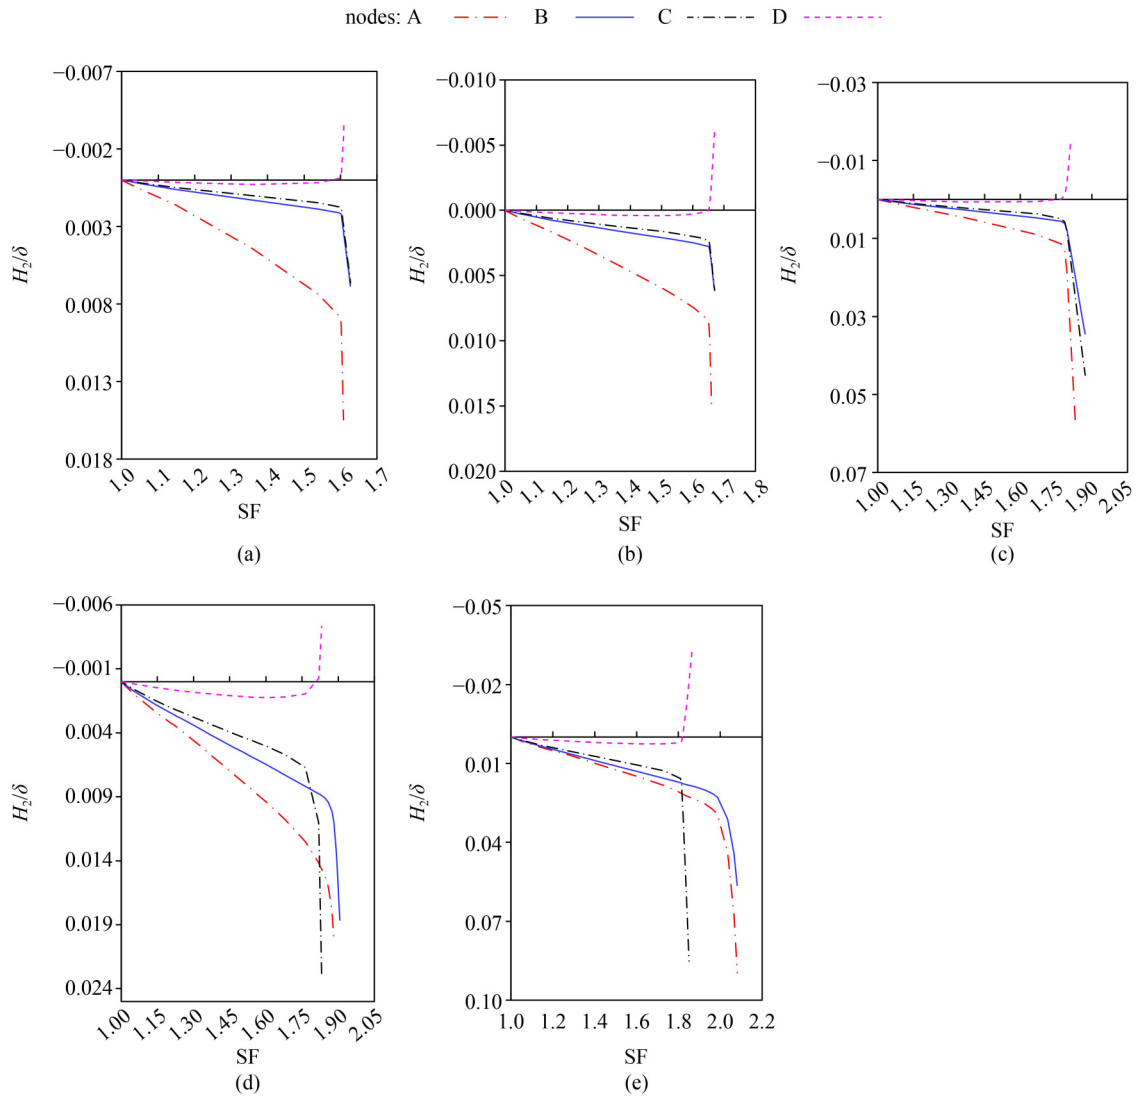 nodes: A B C D
−0.007
−0.002
0.003
0.008
0.013
0.018
H2/δ
1.0 1.1 1.2 1.3 1.4 1.5 1.6 1.7
SF
(a)
−0.010
−0.005
0.000
0.005
0.010
0.015
0.020
H2/δ
1.0 1.1 1.2 1.3 1.4 1.5 1.6 1.7 1.8
SF
(b)
−0.03
−0.01
0.01
0.03
0.05
0.07
H2/δ
1.00 1.15 1.30 1.45 1.60 1.75 1.90 2.05
SF
(c)
−0.006
−0.001
0.004
0.009
0.014
0.019
0.024
H2/δ
1.00 1.15 1.30 1.45 1.60 1.75 1.90 2.05
SF
(d)
−0.05
−0.02
0.01
0.04
0.07
0.10
H2/δ
1.0 1.2 1.4 1.6 1.8 2.0 2.2
SF
(e)